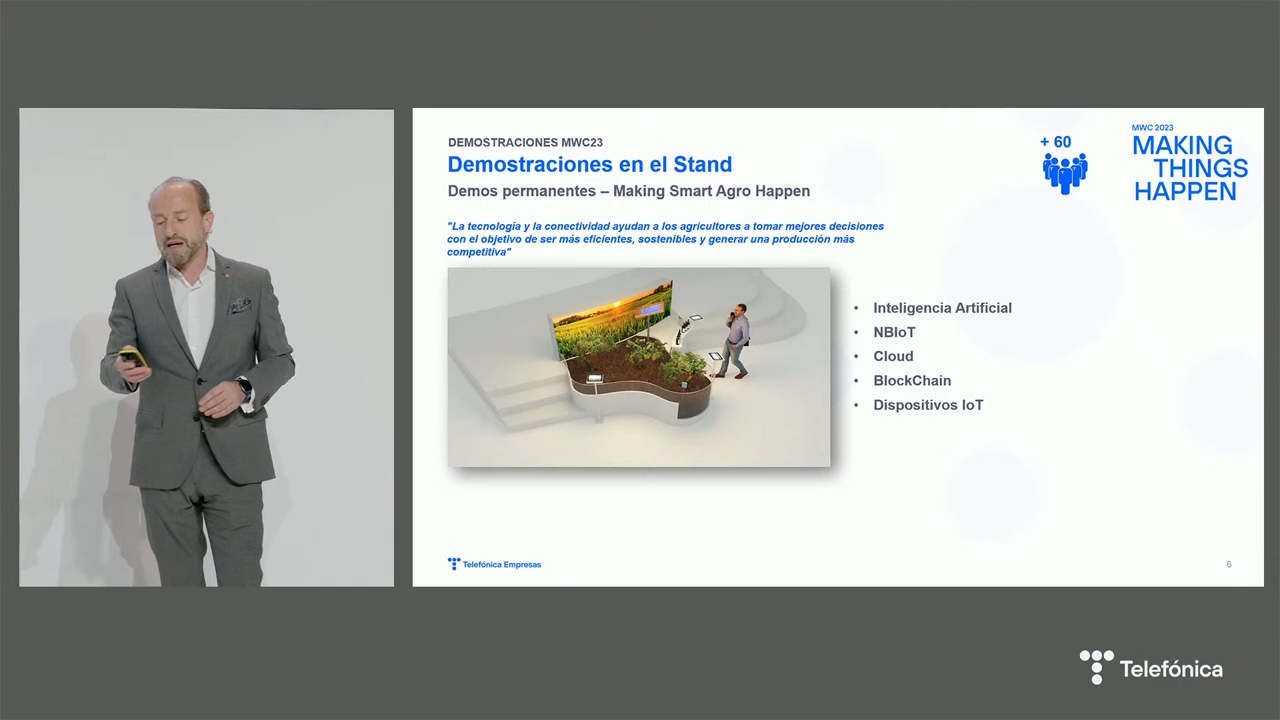 DEMOSTRACIONES MWC23
Demostraciones en el Stand
Demos permanentes – Making Smart Agro Happen
+ 60
MWC 2023
MAKING
THINGS
HAPPEN
"La tecnología y la conectividad ayudan a los agricultores a tomar mejores decisiones
con el objetivo de ser más eficientes, sostenibles y generar una producción más
competitiva"
• Inteligencia Artificial
• NBIoT
• Cloud
• BlockChain
• Dispositivos IoT
Telefónica Empresas
6
Telefónica